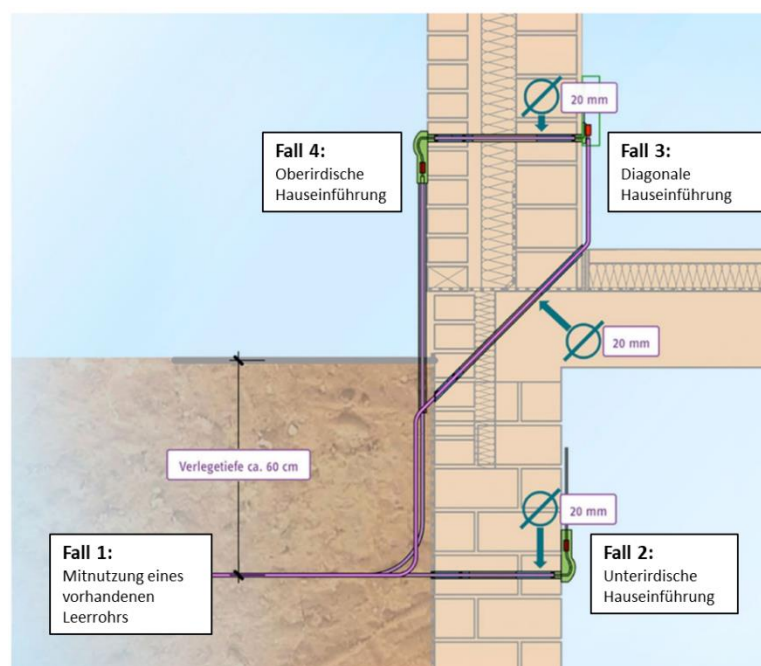 20 mm
Fall 4:
Oberirdische
Hauseinführung
Fall 3:
Diagonale
Hauseinführung
20 mm
Verlegetiefe ca. 60 cm
20 mm
Fall 1:
Mitnutzung eines
vorhandenen
Leerrohrs
Fall 2:
Unterirdische
Hauseinführung